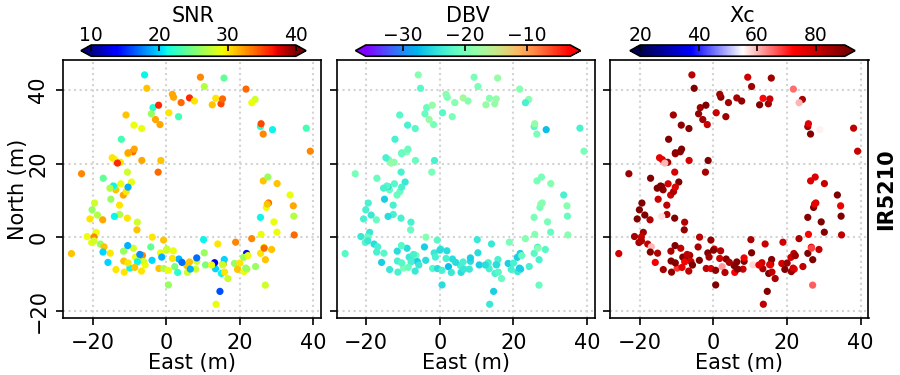 SNR DBV Xc
10 20 30 40 −30 −20 −10 20 40 60 80
North (m)
40
20
0
−20
−20 0 20 40 −20 0 20 40 −20 0 20 40
East (m) East (m) East (m)
IR5210